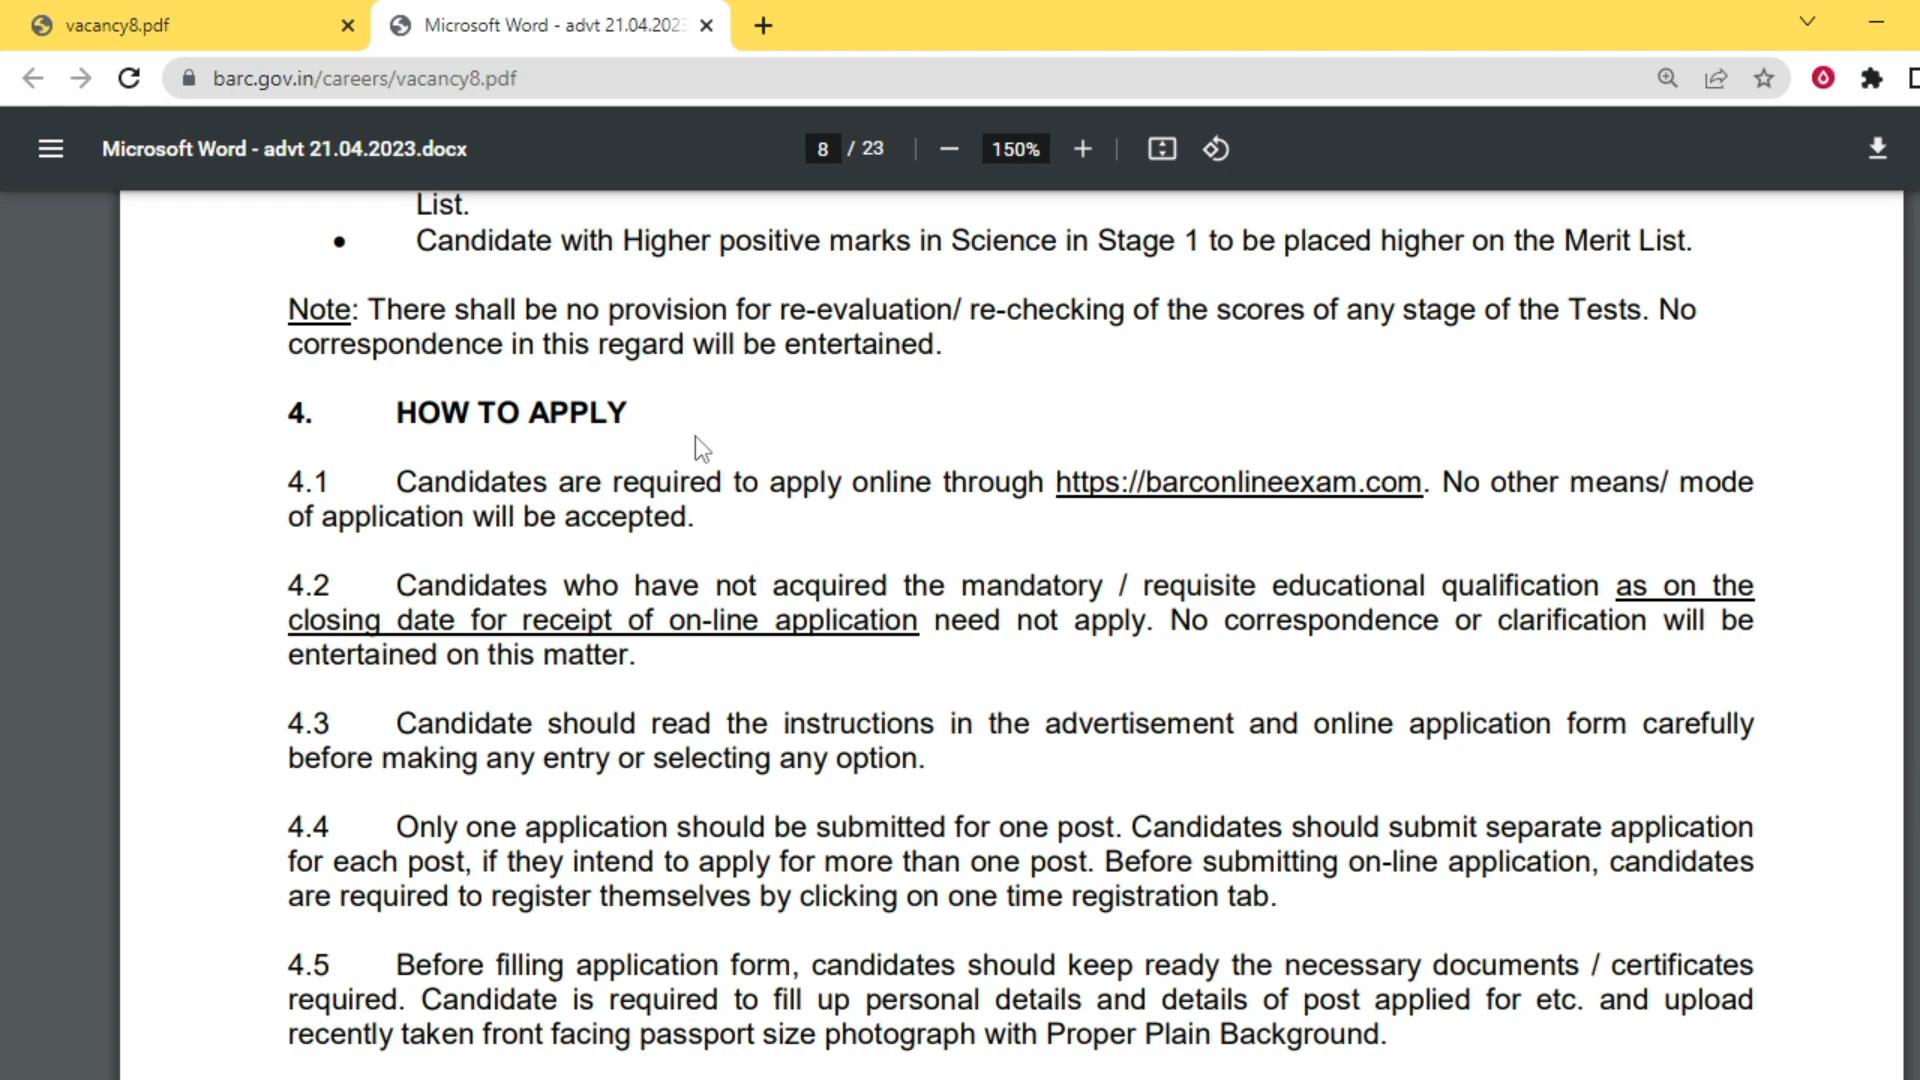 vacancy8.pdf
Microsoft Word - advt 21.04.202
barc.gov.in/careers/vacancy8.pdf
Microsoft Word - advt 21.04.2023.docx
8 / 23
150%
List.
• Candidate with Higher positive marks in Science in Stage 1 to be placed higher on the Merit List.
Note: There shall be no provision for re-evaluation/ re-checking of the scores of any stage of the Tests. No
correspondence in this regard will be entertained.
4. HOW TO APPLY
4.1 Candidates are required to apply online through https://barconlineexam.com. No other means/ mode
of application will be accepted.
4.2 Candidates who have not acquired the mandatory / requisite educational qualification as on the
closing date for receipt of on-line application need not apply. No correspondence or clarification will be
entertained on this matter.
4.3 Candidate should read the instructions in the advertisement and online application form carefully
before making any entry or selecting any option.
4.4 Only one application should be submitted for one post. Candidates should submit separate application
for each post, if they intend to apply for more than one post. Before submitting on-line application, candidates
are required to register themselves by clicking on one time registration tab.
4.5 Before filling application form, candidates should keep ready the necessary documents / certificates
required. Candidate is required to fill up personal details and details of post applied for etc. and upload
recently taken front facing passport size photograph with Proper Plain Background.